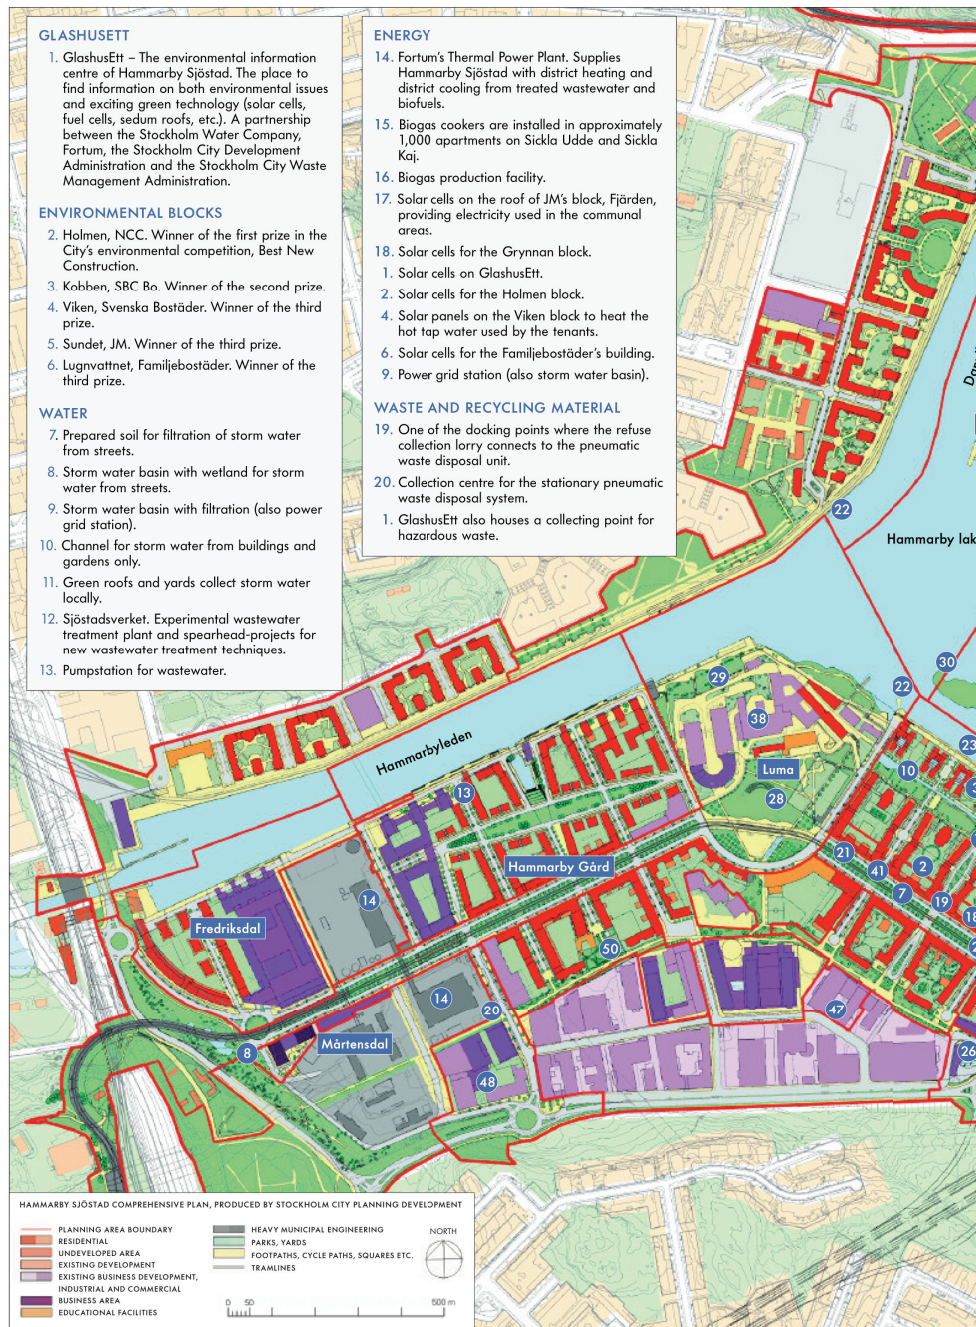 GLASHUSETT
1. GlashusEtt – The environmental information
centre of Hammarby Sjöstad. The place to
find information on both environmental issues
and exciting green technology (solar cells,
fuel cells, sedum roofs, etc.). A partnership
between the Stockholm Water Company,
Fortum, the Stockholm City Development
Administration and the Stockholm City Waste
Management Administration.
ENVIRONMENTAL BLOCKS
2. Holmen, NCC. Winner of the first prize in the
City's environmental competition, Best New
Construction.
3. Kobben, SBC Bo. Winner of the second prize.
4. Viken, Svenska Bostäder. Winner of the third
prize.
5. Sundet, JM. Winner of the third prize.
6. Lugnvattnet, Familjebostäder. Winner of the
third prize.
WATER
7. Prepared soil for filtration of storm water
from streets.
8. Storm water basin with wetland for storm
water from streets.
9. Storm water basin with filtration (also power
grid station).
10. Channel for storm water from buildings and
gardens only.
11. Green roofs and yards collect storm water
locally.
12. Sjöstadsverket. Experimental wastewater
treatment plant and spearhead-projects for
new wastewater treatment techniques.
13. Pumpstation for wastewater.
ENERGY
14. Fortum's Thermal Power Plant. Supplies
Hammarby Sjöstad with district heating and
district cooling from treated wastewater and
biofuels.
15. Biogas cookers are installed in approximately
1,000 apartments on Sickla Udde and Sickla
Kaj.
16. Biogas production facility.
17. Solar cells on the roof of JM's block, Fjärden,
providing electricity used in the communal
areas.
18. Solar cells for the Grynnan block.
1. Solar cells on GlashusEtt.
2. Solar cells for the Holmen block.
4. Solar panels on the Viken block to heat the
hot tap water used by the tenants.
6. Solar cells for the Familjebostäder's building.
9. Power grid station (also storm water basin).
WASTE AND RECYCLING MATERIAL
19. One of the docking points where the refuse
collection lorry connects to the pneumatic
waste disposal unit.
20. Collection centre for the stationary pneumatic
waste disposal system.
1. GlashusEtt also houses a collecting point for
hazardous waste.
22
Hammarby lak
30
22
29
38
23
Hammarbyleden
Luma
10
13
28
21
Hammarby Gård
41
2
7
19
18
14
Fredriksdal
50
14
20
47
8
Mårtensdal
26
48
HAMMARBY SJÖSTAD COMPREHENSIVE PLAN, PRODUCED BY STOCKHOLM CITY PLANNING DEVELOPMENT
PLANNING AREA BOUNDARY
RESIDENTIAL
UNDEVELOPED AREA
EXISTING DEVELOPMENT
EXISTING BUSINESS DEVELOPMENT,
INDUSTRIAL AND COMMERCIAL
BUSINESS AREA
EDUCATIONAL FACILITIES
HEAVY MUNICIPAL ENGINEERING
PARKS, YARDS
FOOTPATHS, CYCLE PATHS, SQUARES ETC.
TRAMLINES
NORTH
0 50 500 m